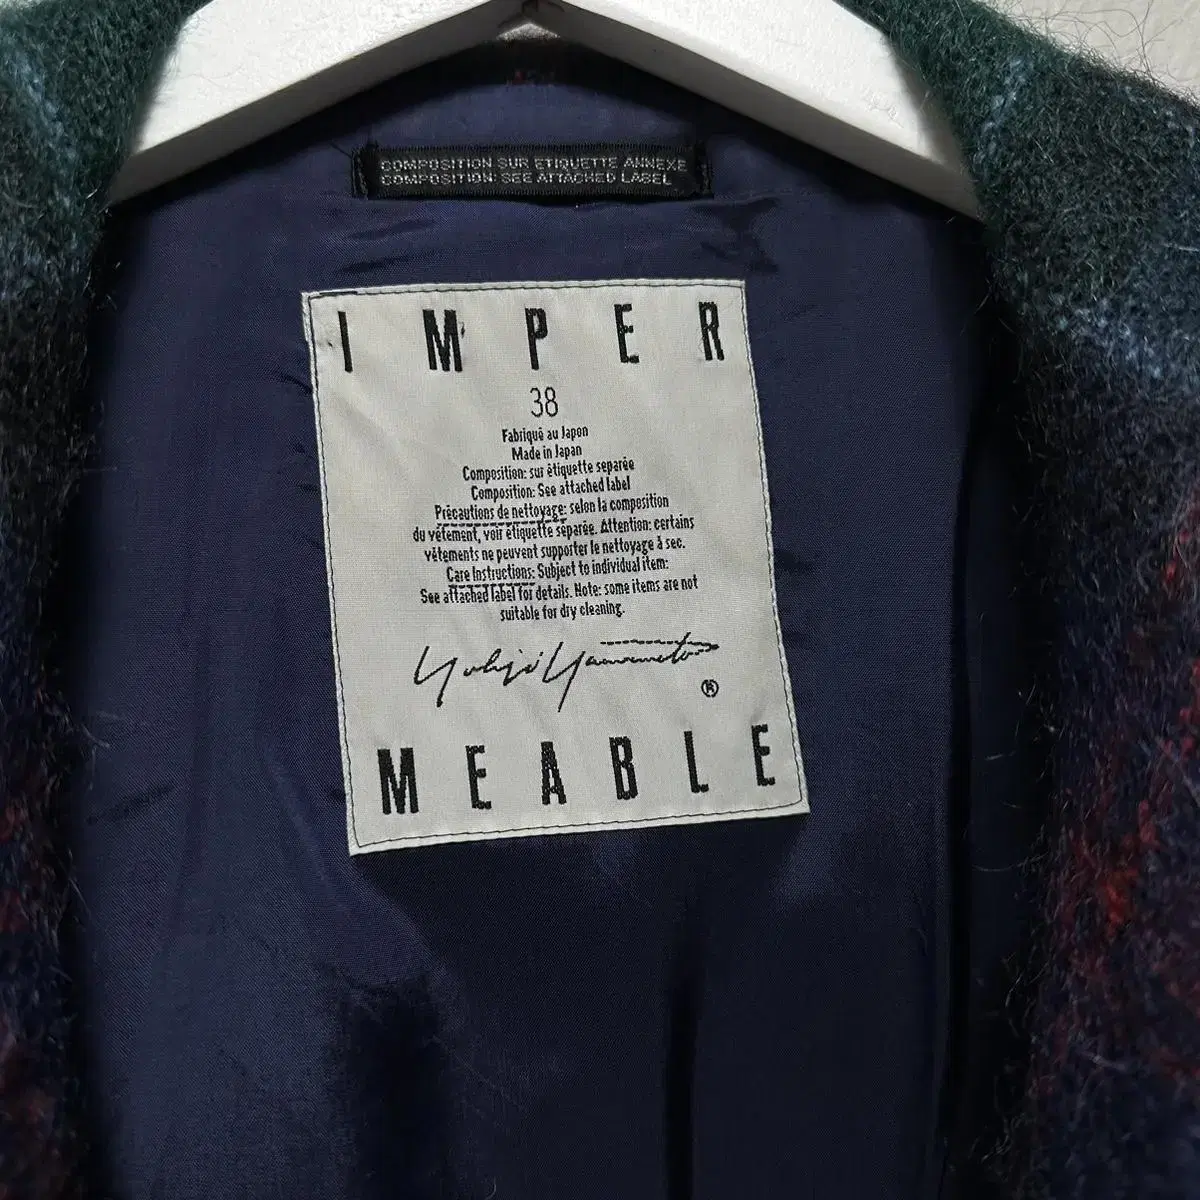 COMPOSITION SUR ETIQUETTE ANNEXE
COMPOSITION: SEE ATTACHED LABEL
IMPER
38
Fabriqué au Japon
Made in Japan
Composition: sur étiquette separée
Composition: See attached label
Précautions de nettoyage: selon la composition
du vétement, voir étiquette séparée. Attention: certains
vétements ne peuvent supporter le nettoyage à sec.
Care Instructions: Subject to individual item:
See attached label for details. Note: some items are not
suitable for dry cleaning.
Yohji Yamamoto
®
MEABLE